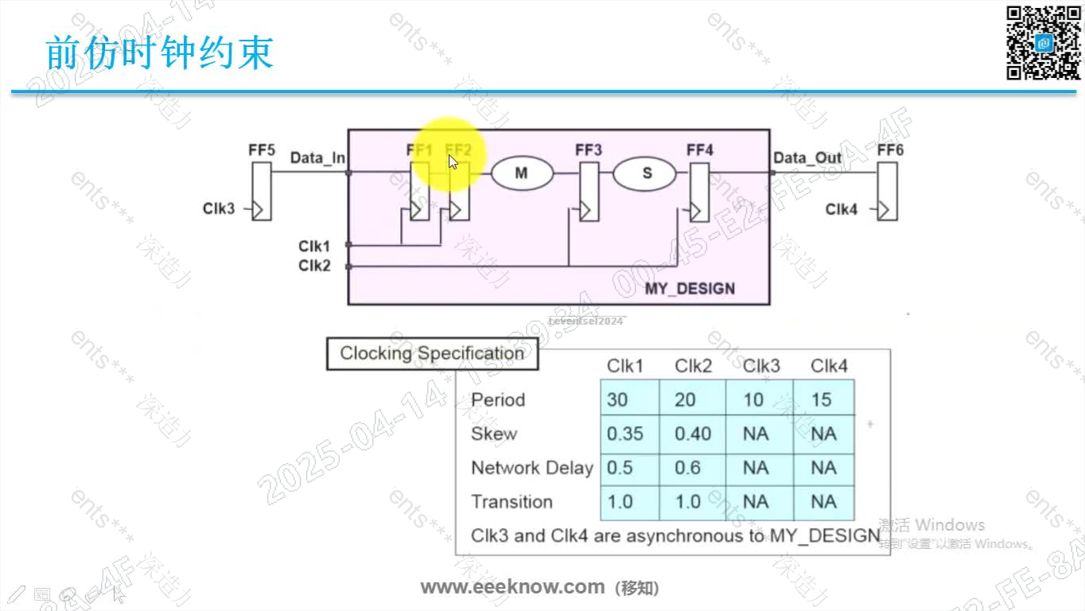 前仿时钟约束
FF5
Data_In
FF1
FF2
M
FF3
S
FF4
Data_Out
FF6
Clk3
Clk4
Clk1
Clk2
MY_DESIGN
Clocking Specification
Clk1 Clk2 Clk3 Clk4
Period 30 20 10 15
Skew 0.35 0.40 NA NA
Network Delay 0.5 0.6 NA NA
Transition 1.0 1.0 NA NA
Clk3 and Clk4 are asynchronous to MY_DESIGN
激活 Windows
转到"设置"以激活 Windows。
www.eeeknow.com (移知)
2025-04-14 15:39:34 00-45-E2-FE-8A-4F
深造力
ents***